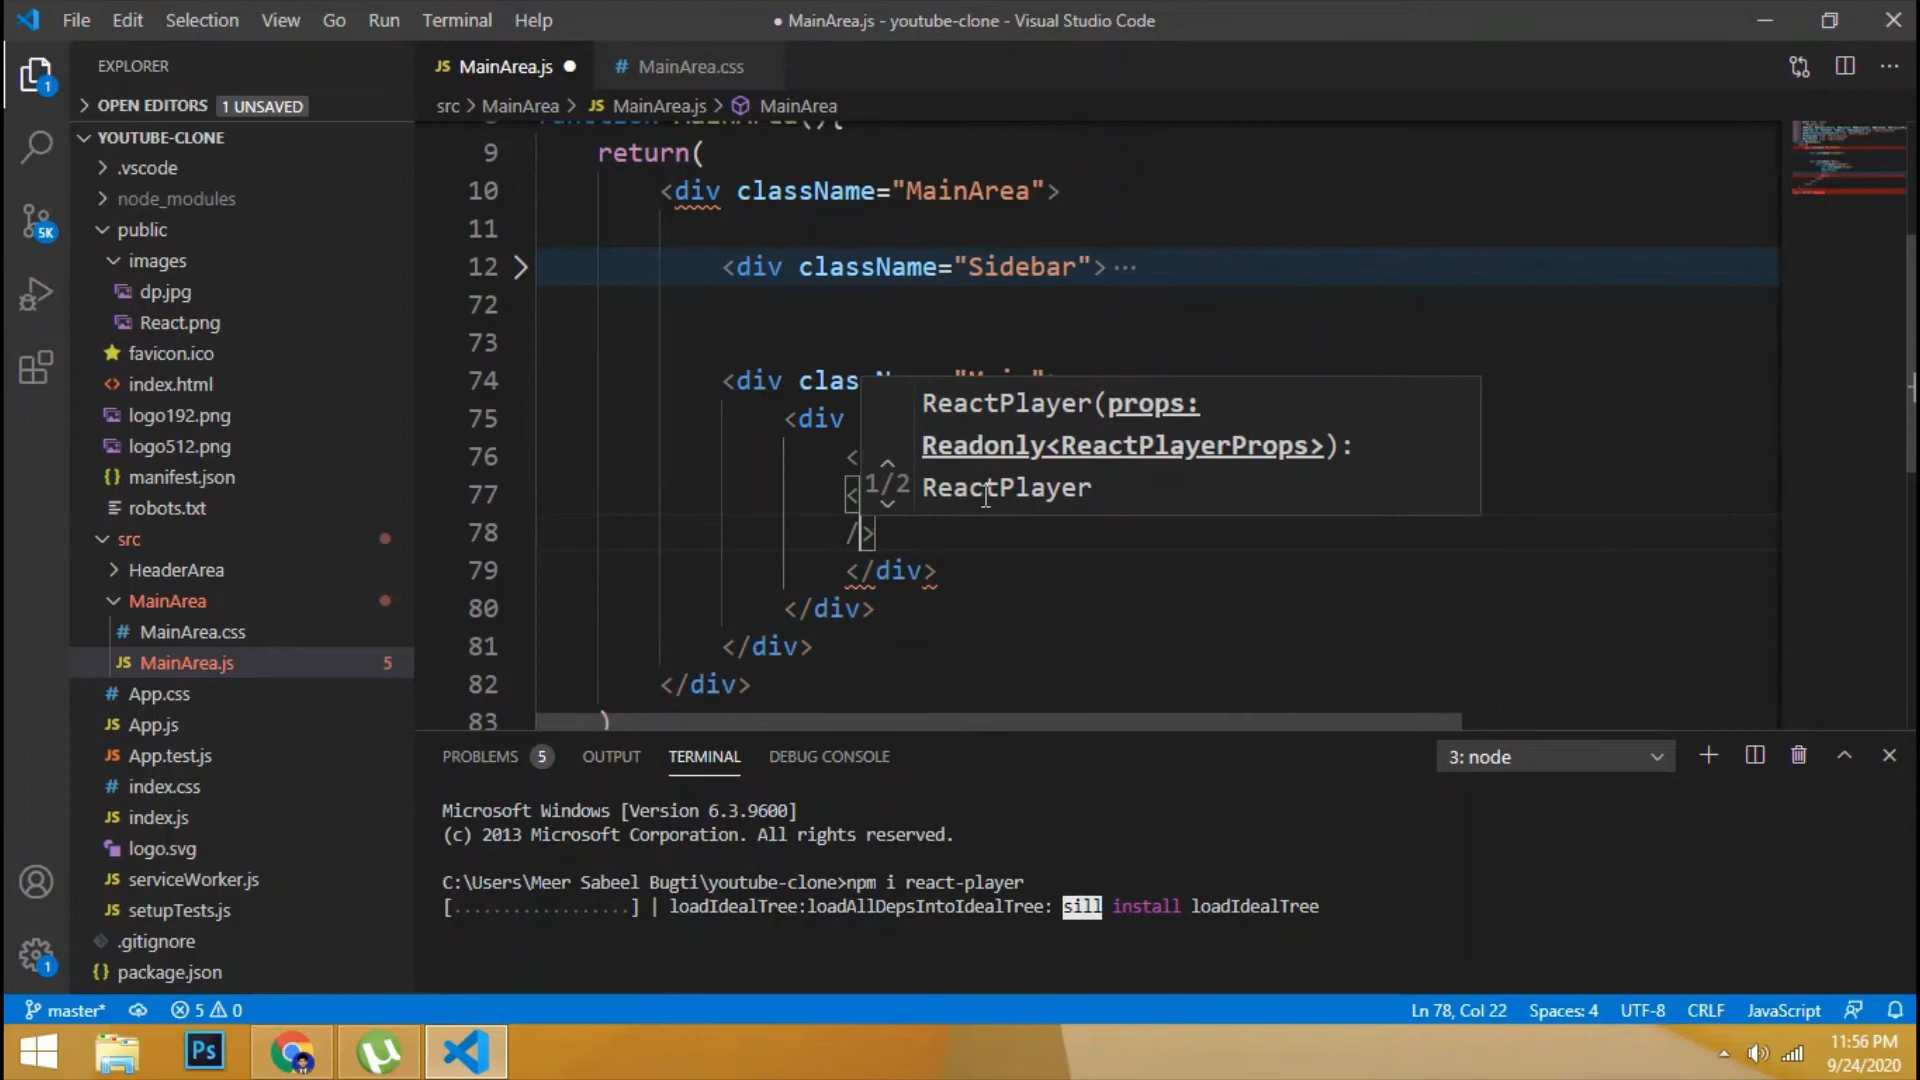 File Edit Selection View Go Run Terminal Help
● MainArea.js - youtube-clone - Visual Studio Code
EXPLORER
OPEN EDITORS 1 UNSAVED
YOUTUBE-CLONE
.vscode
node_modules
public
images
dp.jpg
React.png
favicon.ico
index.html
logo192.png
logo512.png
manifest.json
robots.txt
src
HeaderArea
MainArea
MainArea.css
MainArea.js 5
App.css
App.js
App.test.js
index.css
index.js
logo.svg
serviceWorker.js
setupTests.js
.gitignore
package.json
1
5K
1
JS MainArea.js ●
# MainArea.css
src > MainArea > JS MainArea.js > MainArea
9 return(
10 <div className="MainArea">
11
12 <div className="Sidebar">···
72
73
74 <div clas
75 <div
76 <
77 <
78 />
79 </div>
80 </div>
81 </div>
82 </div>
83 )
ReactPlayer(props:
Readonly<ReactPlayerProps>):
1/2 ReactPlayer
PROBLEMS 5 OUTPUT TERMINAL DEBUG CONSOLE
3: node
Microsoft Windows [Version 6.3.9600]
(c) 2013 Microsoft Corporation. All rights reserved.
C:\Users\Meer Sabeel Bugti\youtube-clone>npm i react-player
[..................] | loadIdealTree:loadAllDepsIntoIdealTree: sill install loadIdealTree
master* 5 0
Ln 78, Col 22 Spaces: 4 UTF-8 CRLF JavaScript
Ps
11:56 PM
9/24/2020